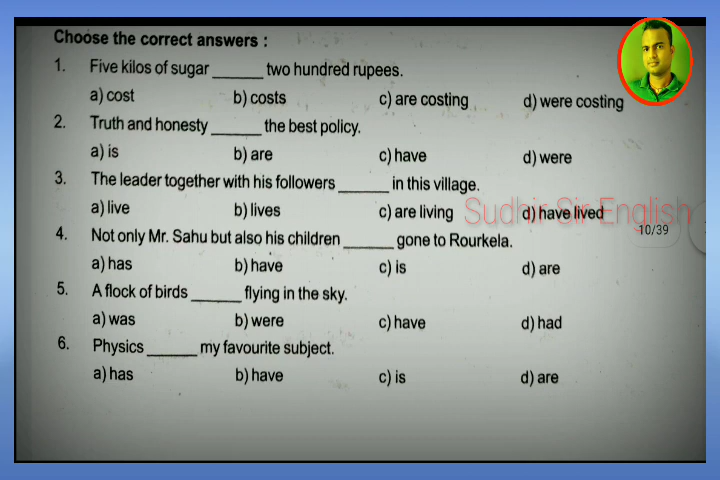 Choose the correct answers :
1. Five kilos of sugar ______ two hundred rupees.
a) cost b) costs c) are costing d) were costing
2. Truth and honesty ______ the best policy.
a) is b) are c) have d) were
3. The leader together with his followers ______ in this village.
a) live b) lives c) are living d) have lived
Sudhir Sir English
10/39
4. Not only Mr. Sahu but also his children ______ gone to Rourkela.
a) has b) have c) is d) are
5. A flock of birds ______ flying in the sky.
a) was b) were c) have d) had
6. Physics ______ my favourite subject.
a) has b) have c) is d) are